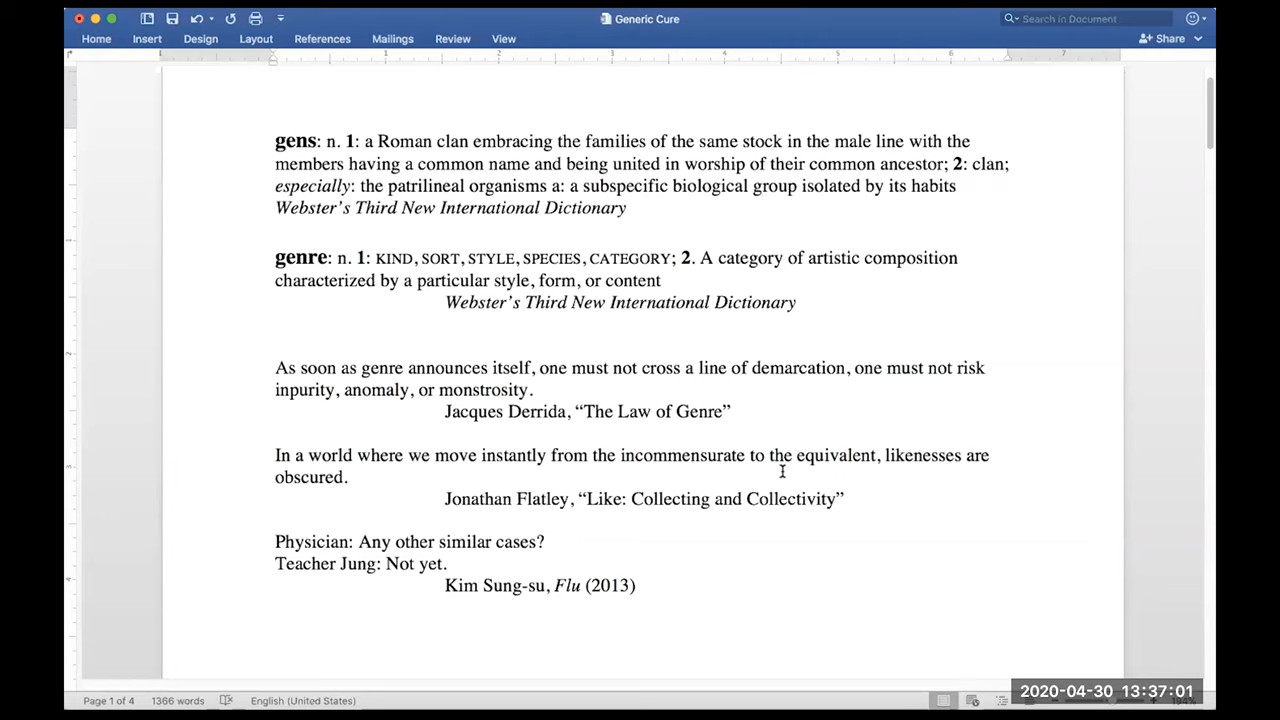 Generic Cure
Search in Document
Home Insert Design Layout References Mailings Review View Share
1 1 2 3 4 5 6 7
gens: n. 1: a Roman clan embracing the families of the same stock in the male line with the
members having a common name and being united in worship of their common ancestor; 2: clan;
especially: the patrilineal organisms a: a subspecific biological group isolated by its habits
Webster’s Third New International Dictionary
genre: n. 1: KIND, SORT, STYLE, SPECIES, CATEGORY; 2. A category of artistic composition
characterized by a particular style, form, or content
Webster’s Third New International Dictionary
As soon as genre announces itself, one must not cross a line of demarcation, one must not risk
inpurity, anomaly, or monstrosity.
Jacques Derrida, “The Law of Genre”
In a world where we move instantly from the incommensurate to the equivalent, likenesses are
obscured.
Jonathan Flatley, “Like: Collecting and Collectivity”
Physician: Any other similar cases?
Teacher Jung: Not yet.
Kim Sung-su, Flu (2013)
Page 1 of 4 1366 words English (United States)
2020-04-30 13:37:01